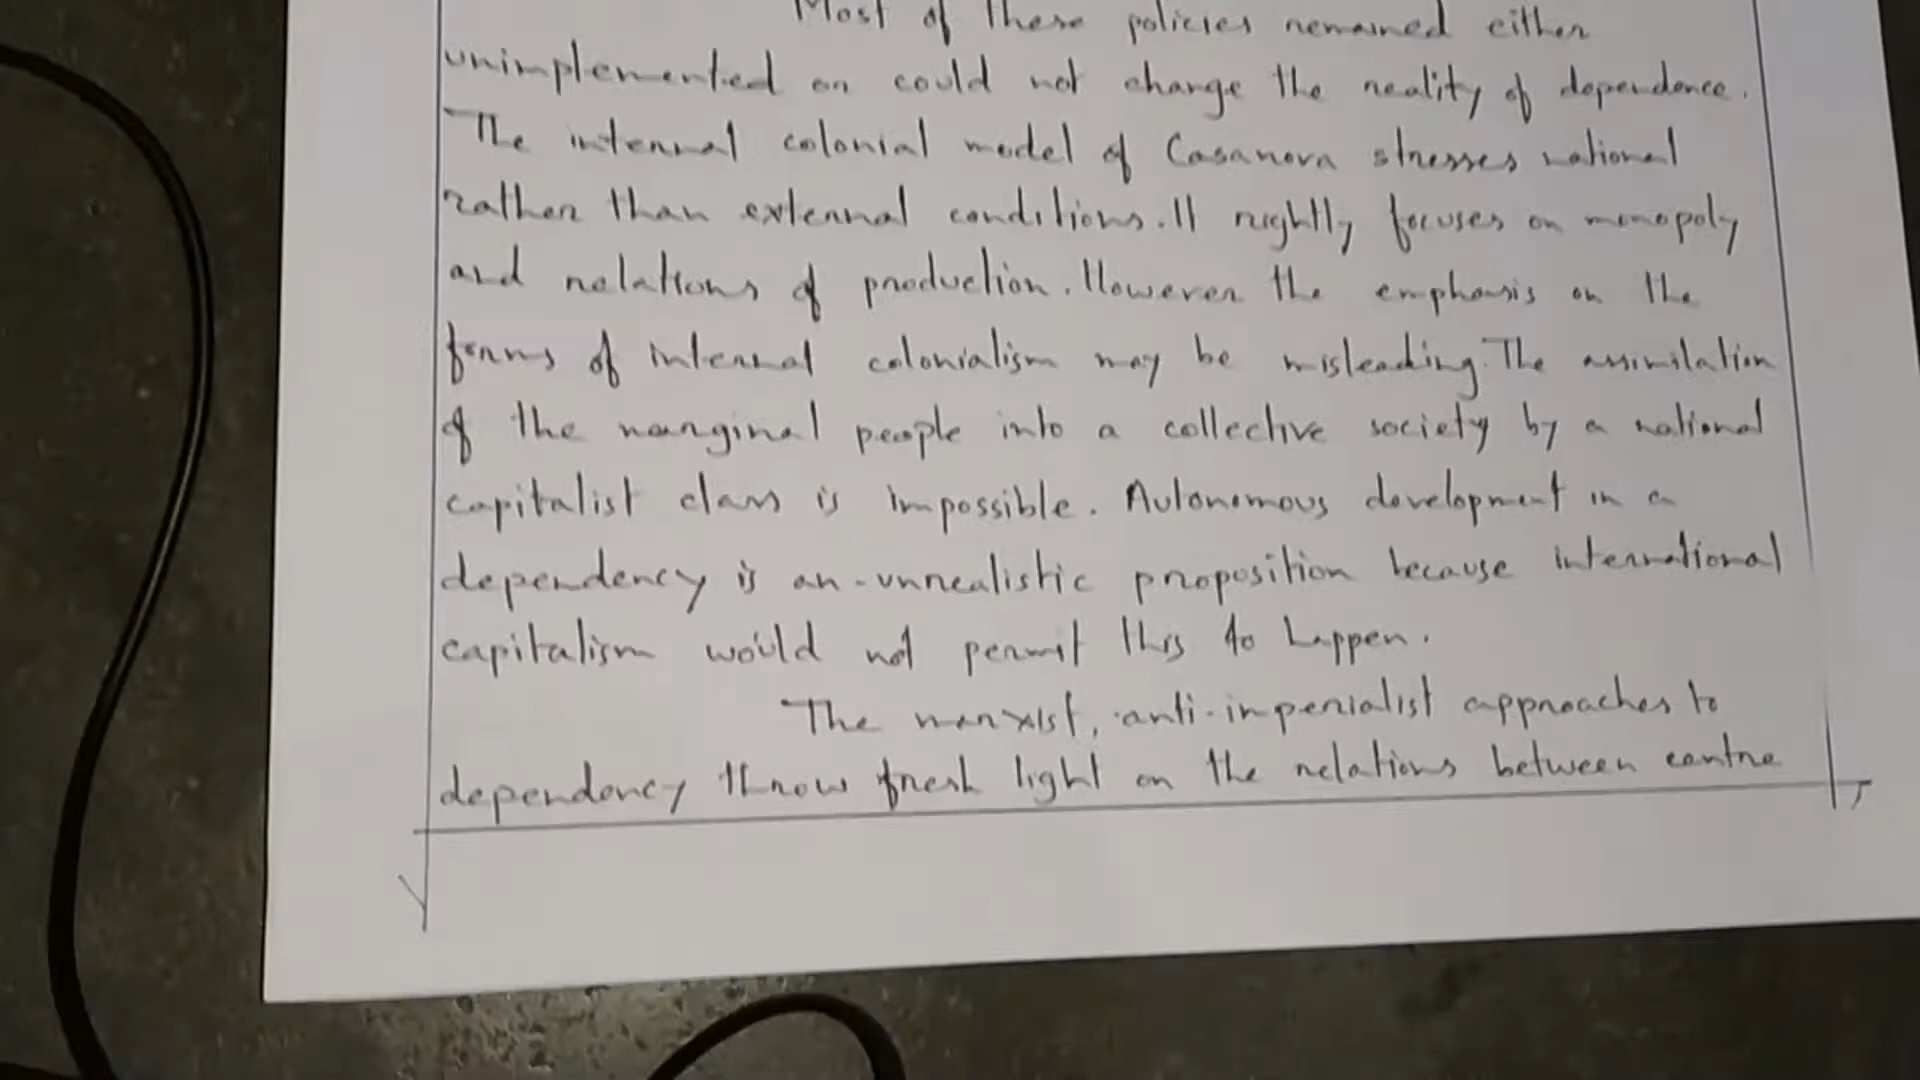 Most of these policies remained either
unimplemented or could not change the reality of dependence.
The internal colonial model of Casanova stresses national
rather than external conditions. It rightly focuses on monopoly
and relations of production. However the emphasis on the
forms of internal colonialism may be misleading. The assimilation
of the marginal people into a collective society by a national
capitalist class is impossible. Autonomous development in a
dependency is an-unrealistic proposition because international
capitalism would not permit this to happen.
The marxist, anti-imperialist approaches to
dependency throw fresh light on the relations between centre